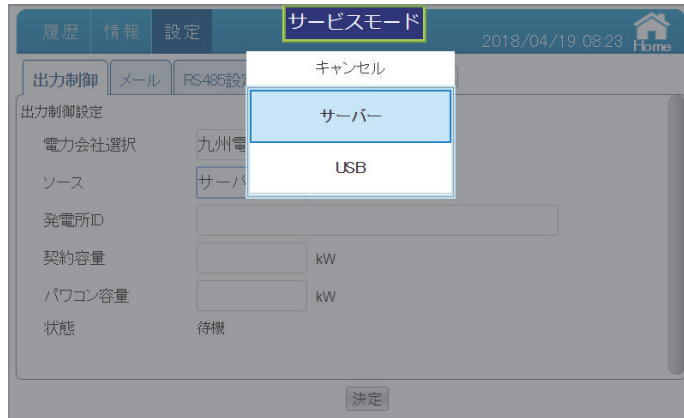 履歴 情報 設定 サービスモード 2018/04/19 08:23 Home
出力制御 メール RS485設定
キャンセル
サーバー
USB
出力制御設定
電力会社選択 九州電
ソース サーバ
発電所ID
契約容量 kW
パワコン容量 kW
状態 待機
決定